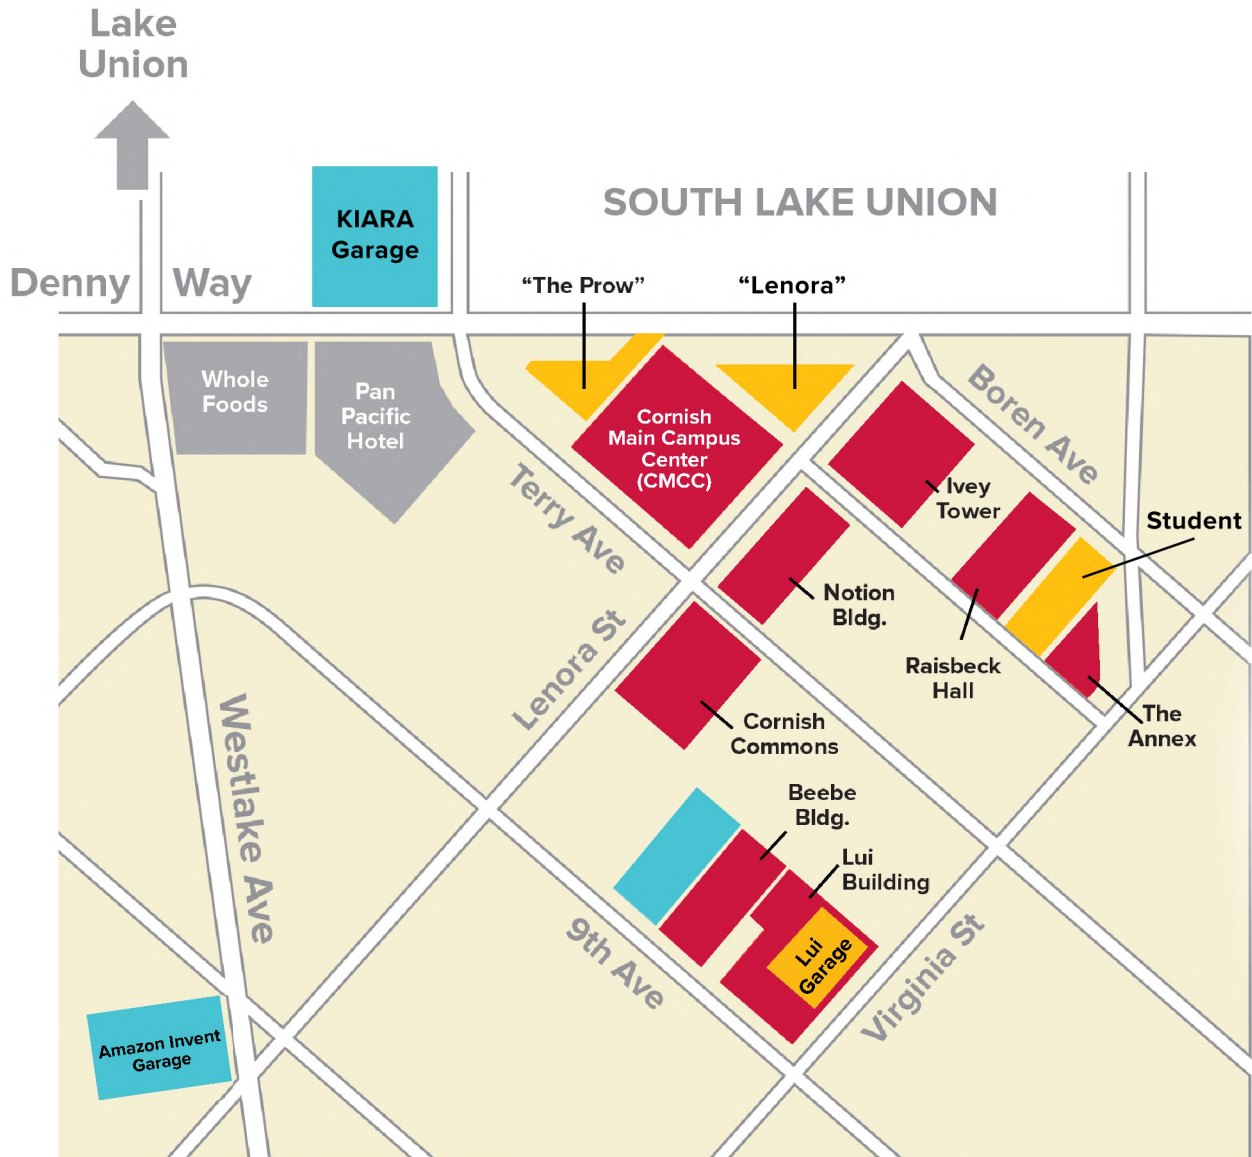 Lake
Union
SOUTH LAKE UNION
KIARA
Garage
Denny Way
“The Prow”
“Lenora”
Whole
Foods
Pan
Pacific
Hotel
Cornish
Main Campus
Center
(CMCC)
Boren Ave
Terry Ave
Ivey
Tower
Student
Notion
Bldg.
Lenora St
Raisbeck
Hall
The
Annex
Cornish
Commons
Westlake Ave
Beebe
Bldg.
Lui
Building
Lui
Garage
9th Ave
Virginia St
Amazon Invent
Garage